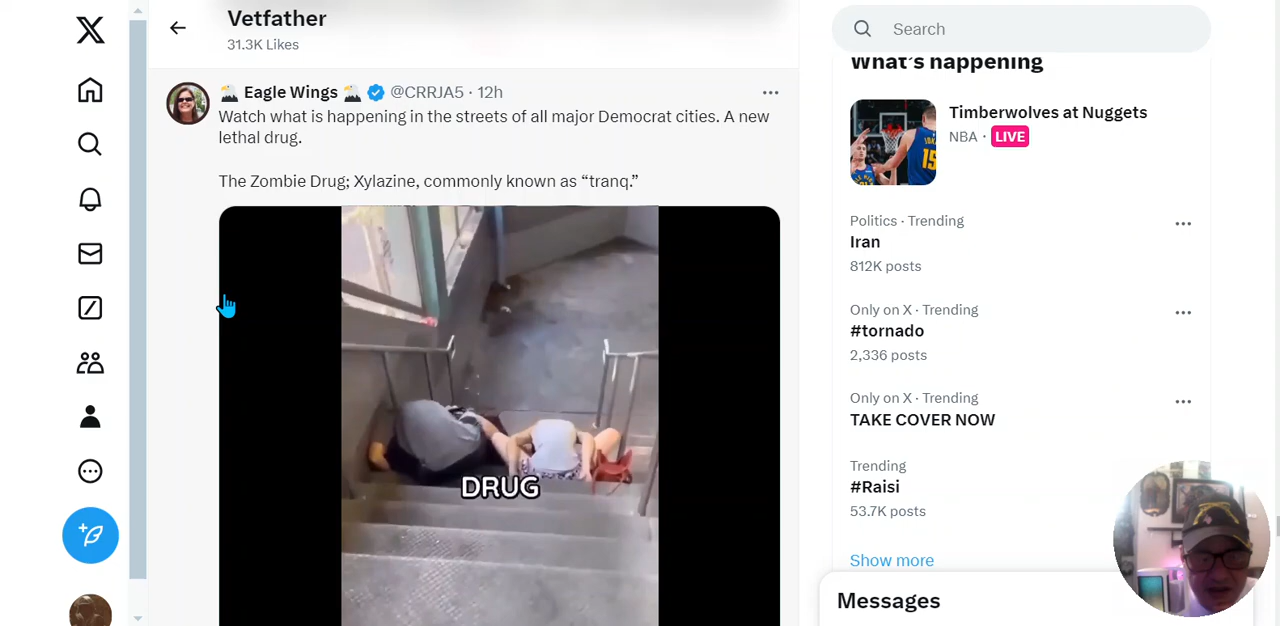 Vetfather
31.3K Likes
Eagle Wings @CRRJA5 · 12h
Watch what is happening in the streets of all major Democrat cities. A new
lethal drug.
The Zombie Drug; Xylazine, commonly known as “tranq.”
DRUG
Search
What's happening
Timberwolves at Nuggets
NBA · LIVE
Politics · Trending
Iran
812K posts
Only on X · Trending
#tornado
2,336 posts
Only on X · Trending
TAKE COVER NOW
Trending
#Raisi
53.7K posts
Show more
Messages